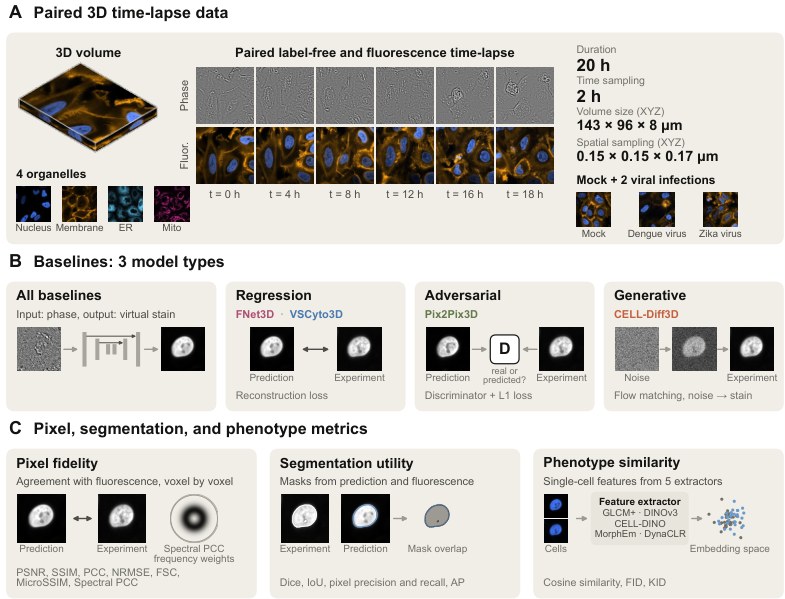 A Paired 3D time-lapse data
3D volume
Paired label-free and fluorescence time-lapse
Phase
Fluor.
t = 0 h
t = 4 h
t = 8 h
t = 12 h
t = 16 h
t = 18 h
4 organelles
Nucleus
Membrane
ER
Mito
Duration
20 h
Time sampling
2 h
Volume size (XYZ)
143 × 96 × 8 µm
Spatial sampling (XYZ)
0.15 × 0.15 × 0.17 µm
Mock + 2 viral infections
Mock
Dengue virus
Zika virus
B Baselines: 3 model types
All baselines
Input: phase, output: virtual stain
Regression
FNet3D · VSCyto3D
Prediction
Experiment
Reconstruction loss
Adversarial
Pix2Pix3D
D
Prediction
real or
predicted?
Experiment
Discriminator + L1 loss
Generative
CELL-Diff3D
Noise
Experiment
Flow matching, noise → stain
C Pixel, segmentation, and phenotype metrics
Pixel fidelity
Agreement with fluorescence, voxel by voxel
Prediction
Experiment
Spectral PCC
frequency weights
PSNR, SSIM, PCC, NRMSE, FSC,
MicroSSIM, Spectral PCC
Segmentation utility
Masks from prediction and fluorescence
Experiment
Prediction
Mask overlap
Dice, IoU, pixel precision and recall, AP
Phenotype similarity
Single-cell features from 5 extractors
Cells
Feature extractor
GLCM+ · DINOv3
CELL-DINO
MorphEm · DynaCLR
Embedding space
Cosine similarity, FID, KID